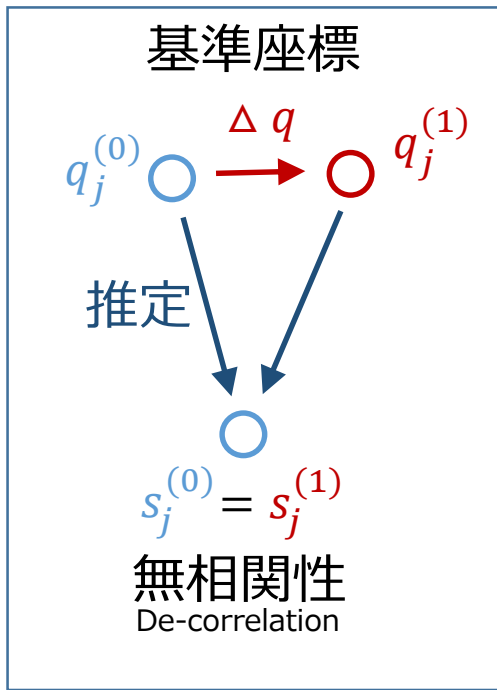 基準座標
△ q
q_j^{(0)} q_j^{(1)}
推定
s_j^{(0)} = s_j^{(1)}
無相関性
De-correlation